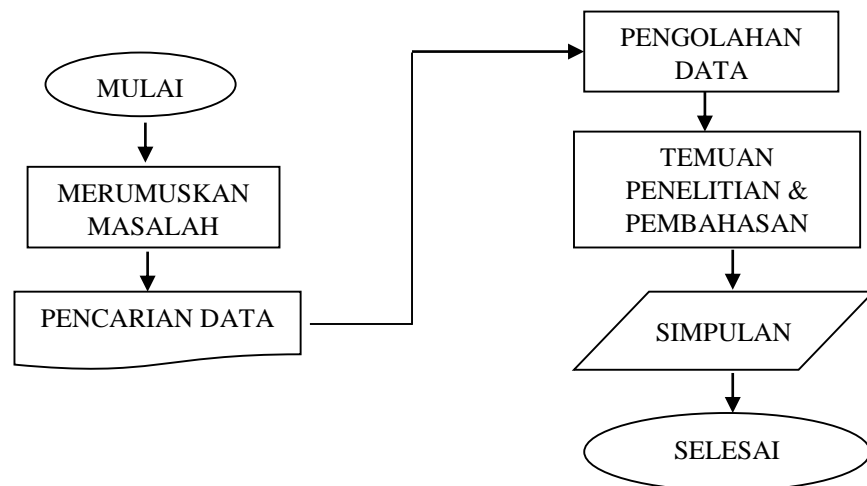 MULAI
MERUMUSKAN
MASALAH
PENCARIAN DATA
PENGOLAHAN
DATA
TEMUAN
PENELITIAN &
PEMBAHASAN
SIMPULAN
SELESAI